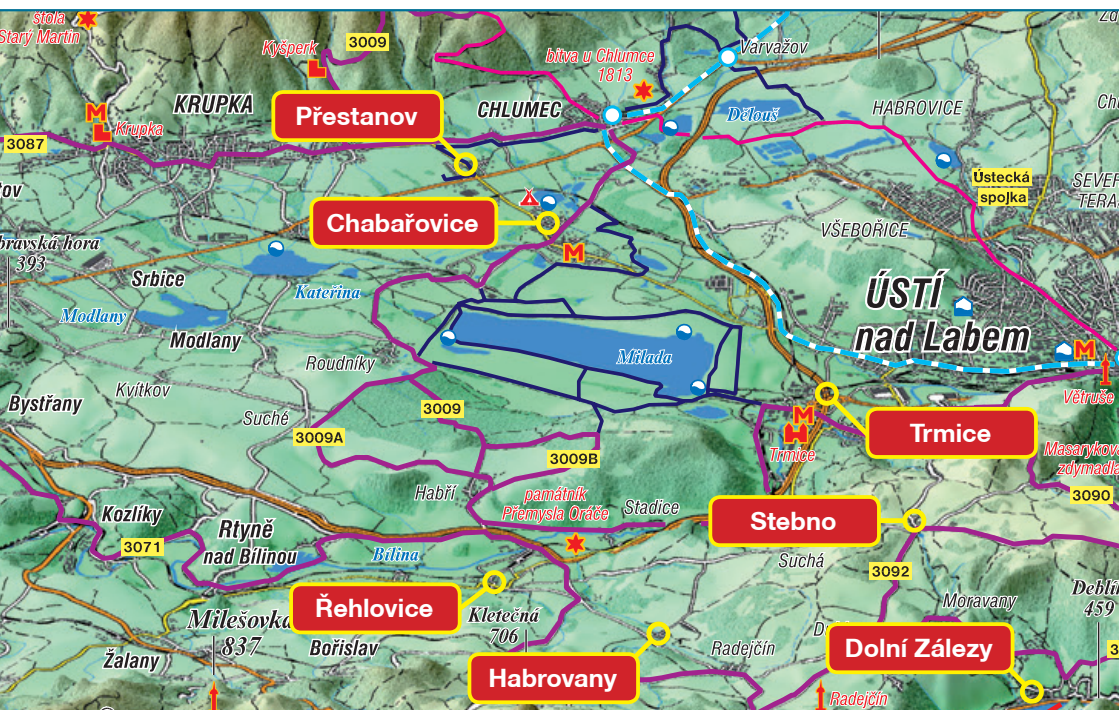 štola
Starý Martin
Kyšperk
3009
bitva u Chlumce
1813
Varvažov
KRUPKA
CHLUMEC
Dělouš
HABROVICE
M
Krupka
Přestanov
3087
Ústecká
spojka
Chabařovice
VŠEBOŘICE
393
M
Srbice
Kateřina
ÚSTÍ
nad Labem
Modlany
Modlany
Milada
Roudníky
M
Kvítkov
Větruše
Bystřany
Suché
3009
M
Trmice
3009A
Trmice
3009B
Habří
památník
Přemysla Oráče
Stadice
3090
Kozlíky
Rtyně
nad Bílinou
Stebno
3071
Bílina
Suchá
3092
Řehlovice
Milešovka
837
Kletečná
706
Moravany
459
Žalany
Bořislav
Radejčín
Dolní Zálezy
Habrovany
Radejčín